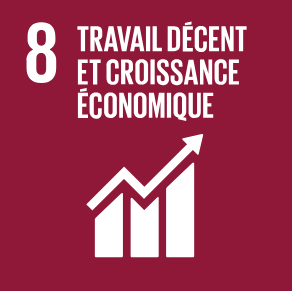 8 TRAVAIL DÉCENT
ET CROISSANCE
ÉCONOMIQUE